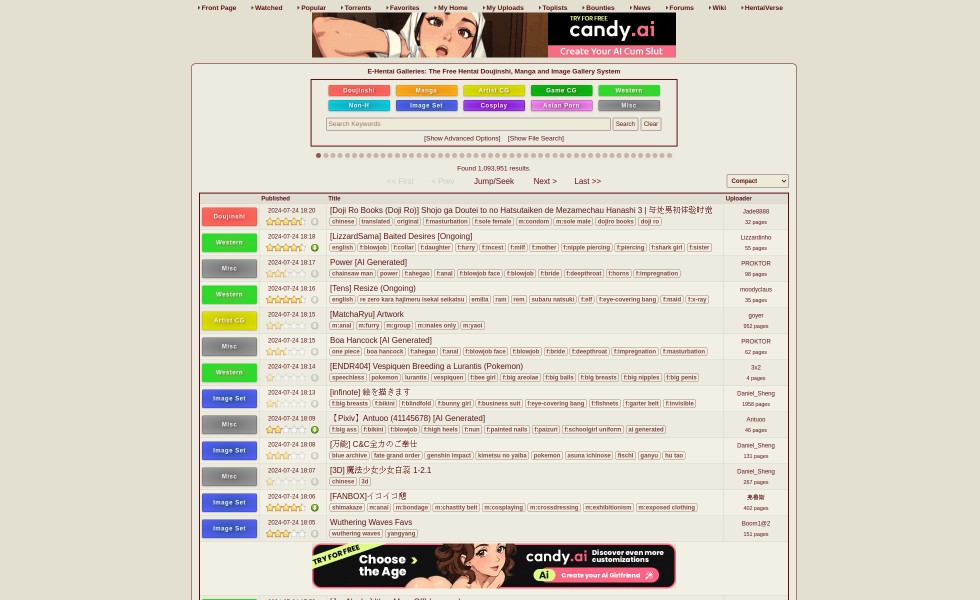 Front Page Watched Popular Torrents Favorites My Home My Uploads Toplists Bounties News Forums Wiki HentaiVerse
TRY FOR FREE
candy.ai
Create Your AI Cum Slut
E-Hentai Galleries: The Free Hentai Doujinshi, Manga and Image Gallery System
Doujinshi Manga Artist CG Game CG Western
Non-H Image Set Cosplay Asian Porn Misc
Search Keywords Search Clear
[Show Advanced Options] [Show File Search]
Found 1,093,951 results.
<< First < Prev Jump/Seek Next > Last >> Compact
Published Title Uploader
Doujinshi 2024-07-24 18:20 [Doji Ro Books (Doji Ro)] Shojo ga Doutei to no Hatsutaiken de Mezamechau Hanashi 3 | 与处男初体验时觉 Jade8888
chinese translated original f:masturbation f:sole female m:condom m:sole male dojiro books doji ro 32 pages
Western 2024-07-24 18:18 [LizzardSama] Baited Desires [Ongoing] Lizzardinho
english f:blowjob f:collar f:daughter f:furry f:incest f:milf f:mother f:nipple piercing f:piercing f:shark girl f:sister 55 pages
Misc 2024-07-24 18:17 Power [AI Generated] PROKTOR
chainsaw man power f:ahegao f:anal f:blowjob face f:blowjob f:bride f:deepthroat f:horns f:impregnation 98 pages
Western 2024-07-24 18:16 [Tens] Resize (Ongoing) moodyclaus
english re zero kara hajimeru isekai seikatsu emilia ram rem subaru natsuki f:elf f:eye-covering bang f:maid f:x-ray 35 pages
Artist CG 2024-07-24 18:15 [MatchaRyu] Artwork goyer
m:anal m:furry m:group m:males only m:yaoi 952 pages
Misc 2024-07-24 18:15 Boa Hancock [AI Generated] PROKTOR
one piece boa hancock f:ahegao f:anal f:blowjob face f:blowjob f:bride f:deepthroat f:impregnation f:masturbation 62 pages
Western 2024-07-24 18:14 [ENDR404] Vespiquen Breeding a Lurantis (Pokemon) 3x2
speechless pokemon lurantis vespiquen f:bee girl f:big areolae f:big balls f:big breasts f:big nipples f:big penis 4 pages
Image Set 2024-07-24 18:13 [infinote] 絵を描きます Daniel_Sheng
f:big breasts f:bikini f:blindfold f:bunny girl f:business suit f:eye-covering bang f:fishnets f:garter belt f:invisible 1958 pages
Misc 2024-07-24 18:09 【Pixiv】Antuoo (41145678) [AI Generated] Antuoo
f:big ass f:bikini f:blowjob f:high heels f:nun f:painted nails f:paizuri f:schoolgirl uniform ai generated 46 pages
Image Set 2024-07-24 18:08 [万能] C&C全力のご奉仕 Daniel_Sheng
blue archive fate grand order genshin impact kimetsu no yaiba pokemon asuna ichinose fischl ganyu hu tao 131 pages
Misc 2024-07-24 18:07 [3D] 魔法少女少女白蒻 1-2.1 Daniel_Sheng
chinese 3d 267 pages
Image Set 2024-07-24 18:06 [FANBOX]
shimakaze m:anal m:bondage m:chastity belt m:cosplaying m:crossdressing m:exhibitionism m:exposed clothing 402 pages
Image Set 2024-07-24 18:05 Wuthering Waves Favs Boom1@2
wuthering waves yangyang 151 pages
TRY FOR FREE
Choose the Age
candy.ai
Discover even more customizations
Ai Create your AI Girlfriend